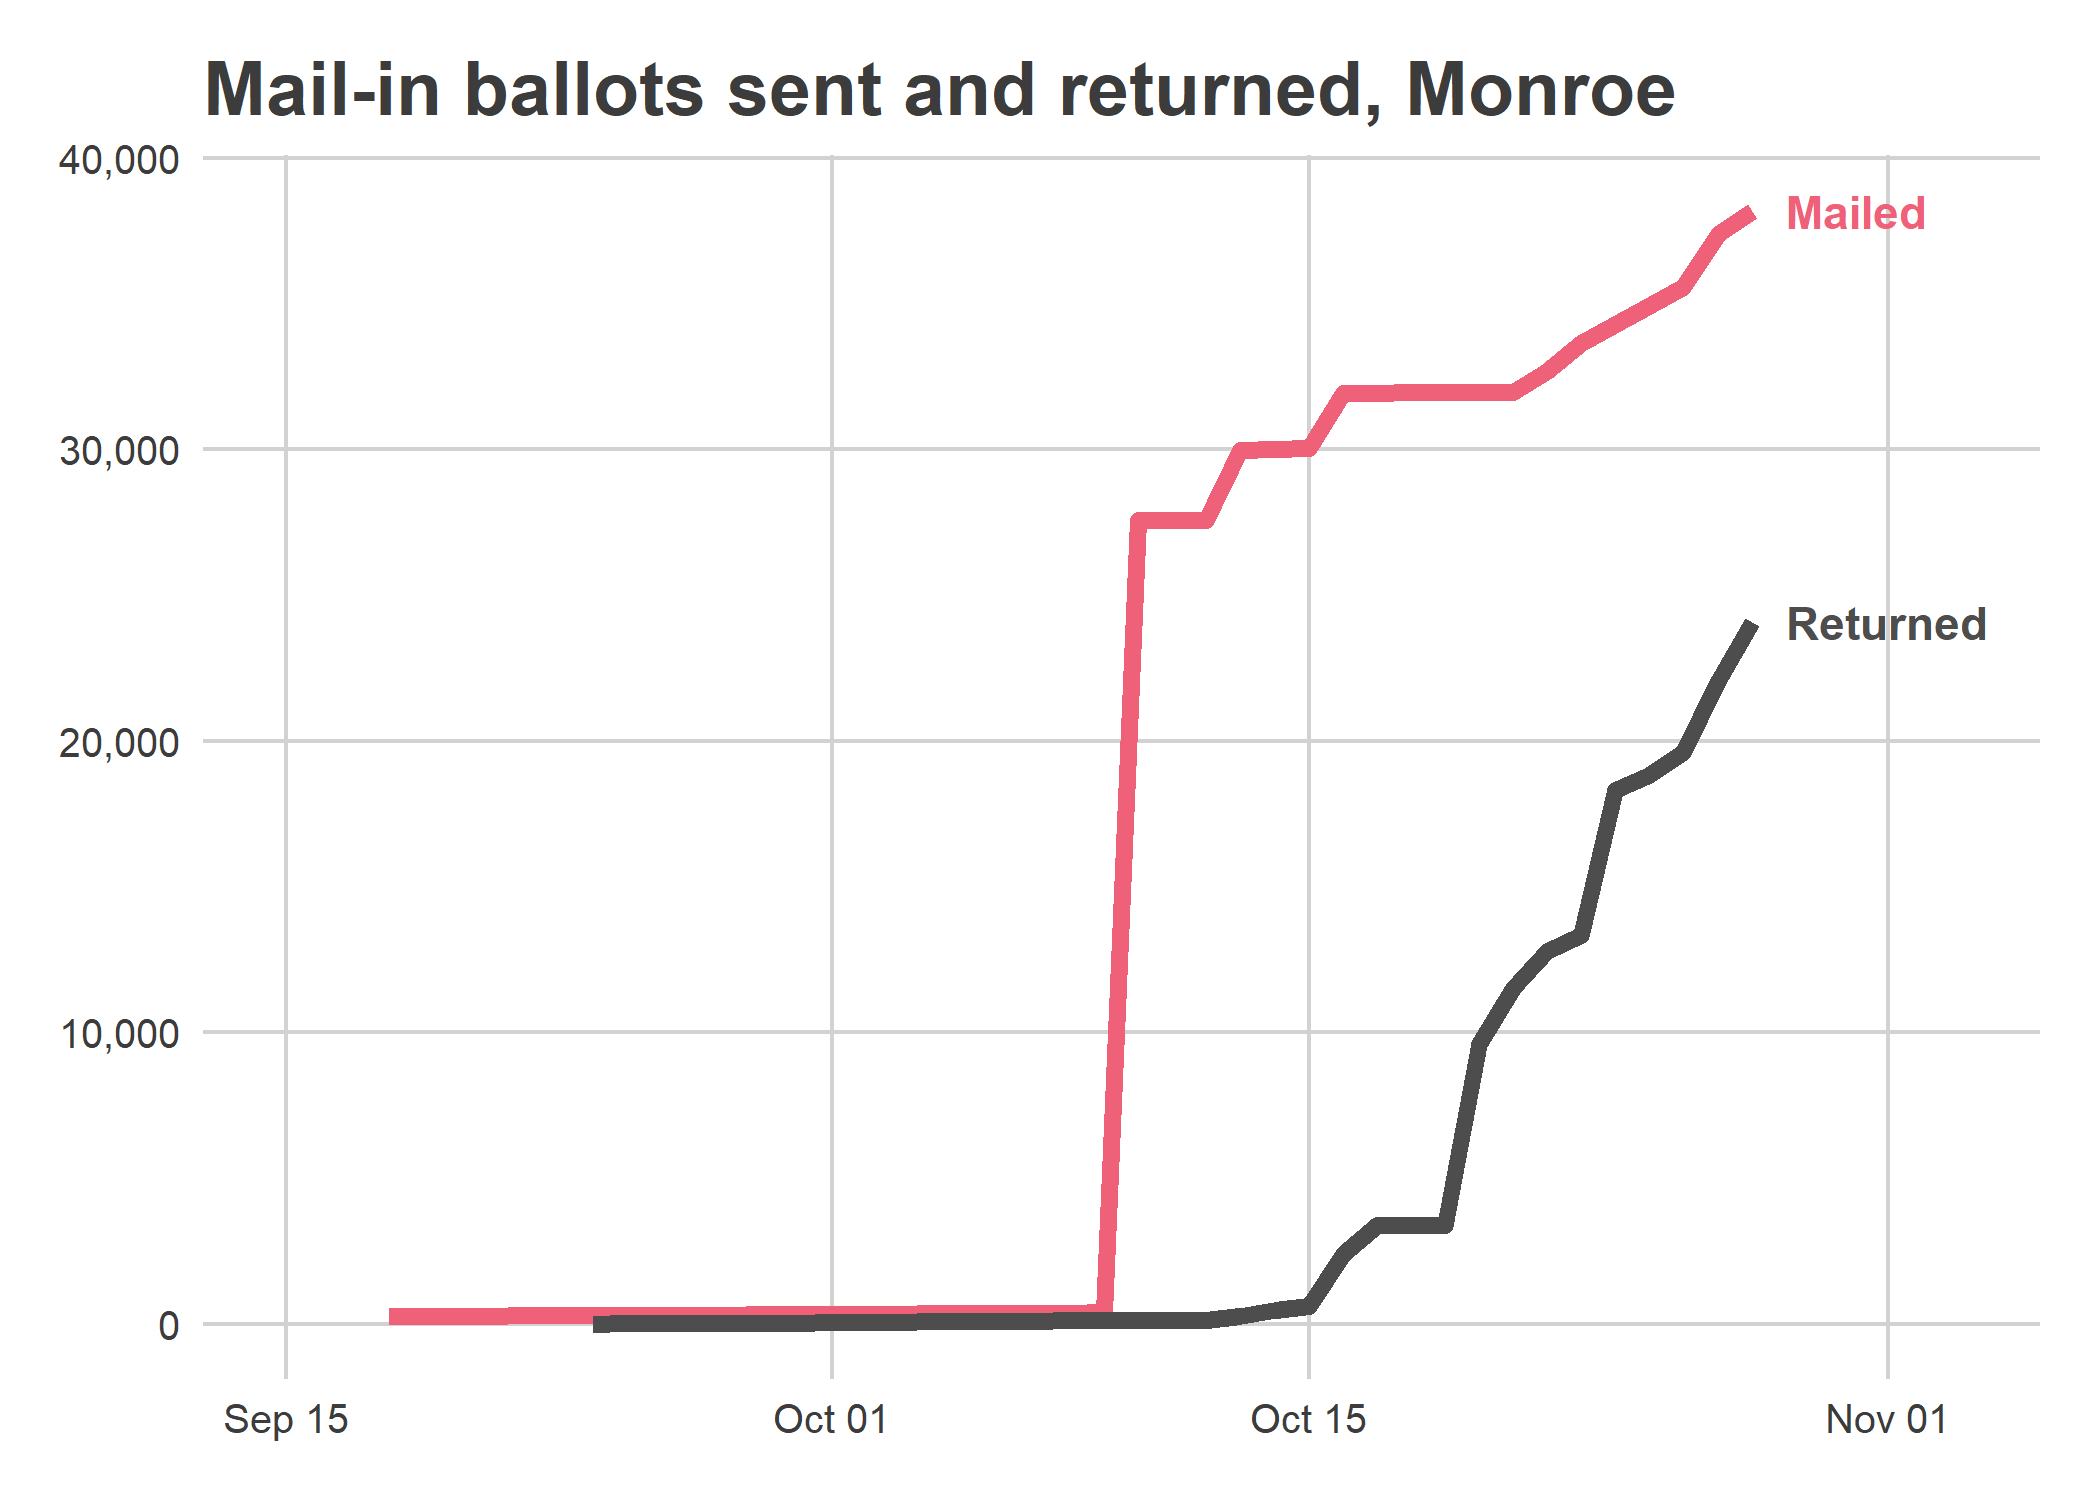 Mail-in ballots sent and returned, Monroe
40,000
Mailed
30,000
Returned
20,000
10,000
0
Sep 15
Oct 01
Oct 15
Nov 01